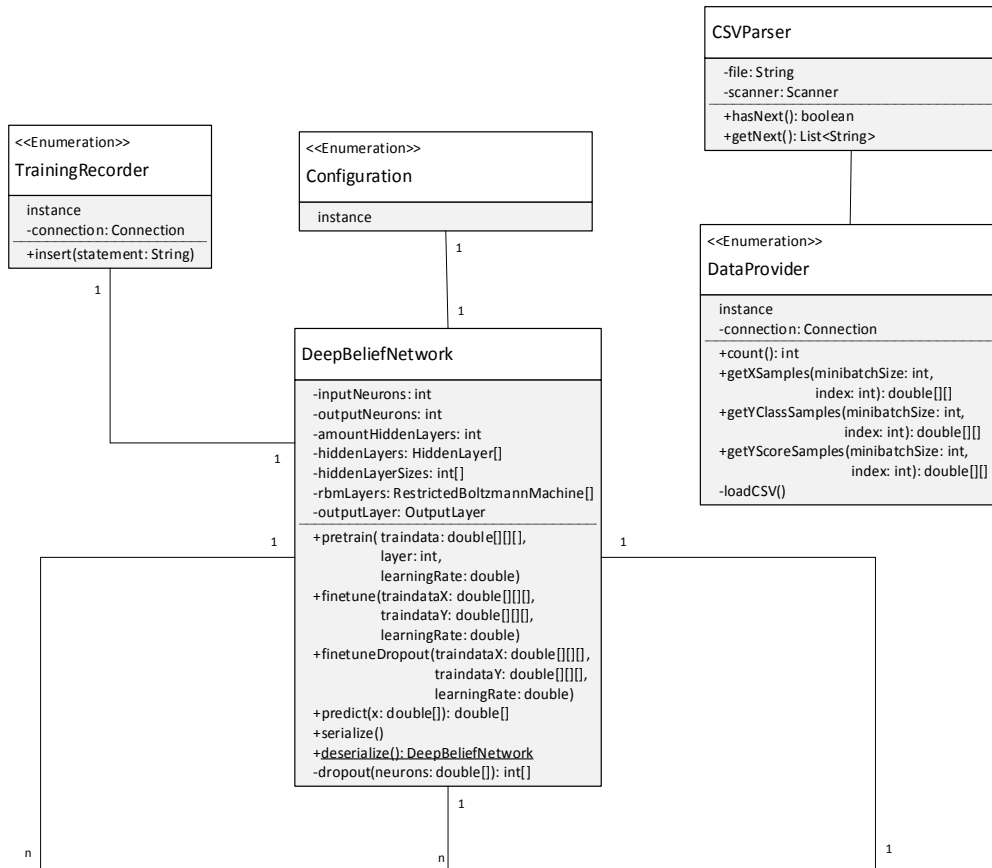 CSVParser
-file: String
-scanner: Scanner
+hasNext(): boolean
+getNext(): List<String>
<<Enumeration>>
TrainingRecorder
instance
-connection: Connection
+insert(statement: String)
<<Enumeration>>
Configuration
instance
<<Enumeration>>
DataProvider
instance
-connection: Connection
+count(): int
+getXSamples(minibatchSize: int,
index: int): double[][]
+getYClassSamples(minibatchSize: int,
index: int): double[][]
+getYScoreSamples(minibatchSize: int,
index: int): double[][]
-loadCSV()
1
1
1
1
DeepBeliefNetwork
-inputNeurons: int
-outputNeurons: int
-amountHiddenLayers: int
-hiddenLayers: HiddenLayer[]
-hiddenLayerSizes: int[]
-rbmLayers: RestrictedBoltzmannMachine[]
-outputLayer: OutputLayer
+pretrain( traindata: double[][][],
layer: int,
learningRate: double)
+finetune(traindataX: double[][][],
traindataY: double[][][],
learningRate: double)
+finetuneDropout(traindataX: double[][][],
traindataY: double[][][],
learningRate: double)
+predict(x: double[]): double[]
+serialize()
+deserialize(): DeepBeliefNetwork
-dropout(neurons: double[]): int[]
1
1
1
n
n
1